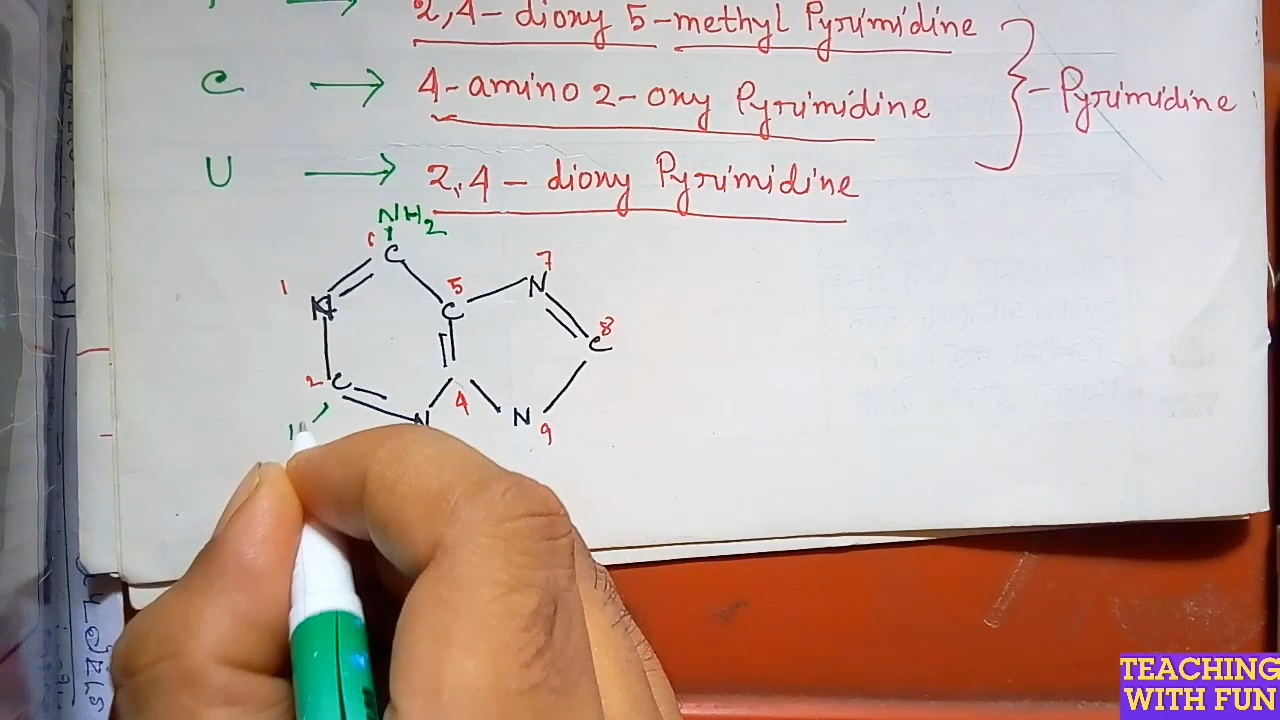 → 2,4 - dioxy 5 - methyl Pyrimidine
C → 4 - amino 2 - oxy Pyrimidine } - Pyrimidine
U → 2,4 - dioxy Pyrimidine
NH2
6 C
7
1 N
5 C
N
8 C
2 C
4
N
N 9
TEACHING
WITH FUN